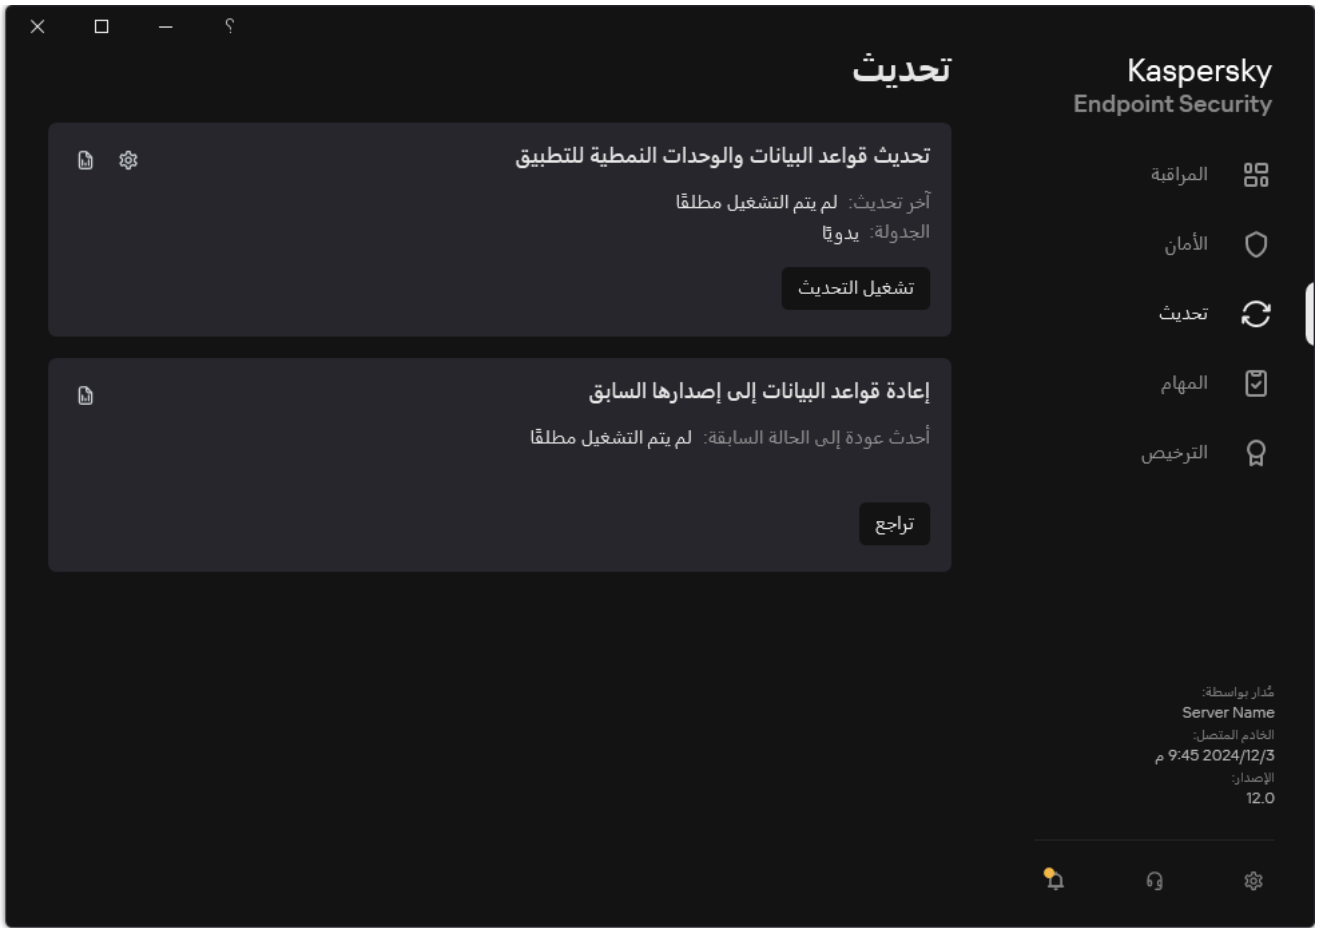 ؟
Kaspersky
Endpoint Security
المراقبة
الأمان
تحديث
المهام
الترخيص
مُدار بواسطة:
Server Name
الخادم المتصل:
2024/12/3 9:45 م
الإصدار:
12.0
تحديث
تحديث قواعد البيانات والوحدات النمطية للتطبيق
آخر تحديث: لم يتم التشغيل مطلقًا
الجدولة: يدويًا
تشغيل التحديث
إعادة قواعد البيانات إلى إصدارها السابق
أحدث عودة إلى الحالة السابقة: لم يتم التشغيل مطلقًا
تراجع